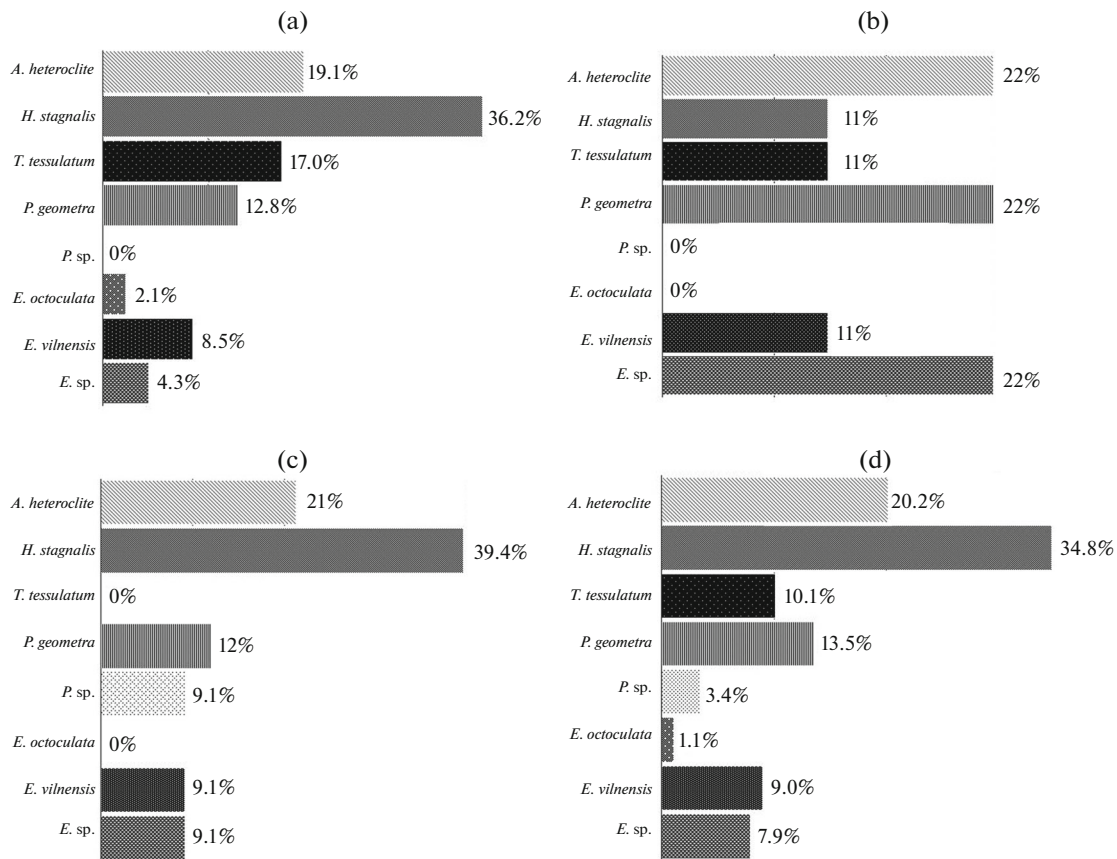 (a)
A. heteroclite 19.1%
H. stagnalis 36.2%
T. tessulatum 17.0%
P. geometra 12.8%
P. sp. 0%
E. octoculata 2.1%
E. vilnensis 8.5%
E. sp. 4.3%
(b)
A. heteroclite 22%
H. stagnalis 11%
T. tessulatum 11%
P. geometra 22%
P. sp 0%
E. octoculata 0%
E. vilnensis 11%
E. sp. 22%
(c)
A. heteroclite 21%
H. stagnalis 39.4%
T. tessulatum 0%
P. geometra 12%
P. sp. 9.1%
E. octoculata 0%
E. vilnensis 9.1%
E. sp. 9.1%
(d)
A. heteroclite 20.2%
H. stagnalis 34.8%
T. tessulatum 10.1%
P. geometra 13.5%
P. sp. 3.4%
E. octoculata 1.1%
E. vilnensis 9.0%
E. sp. 7.9%